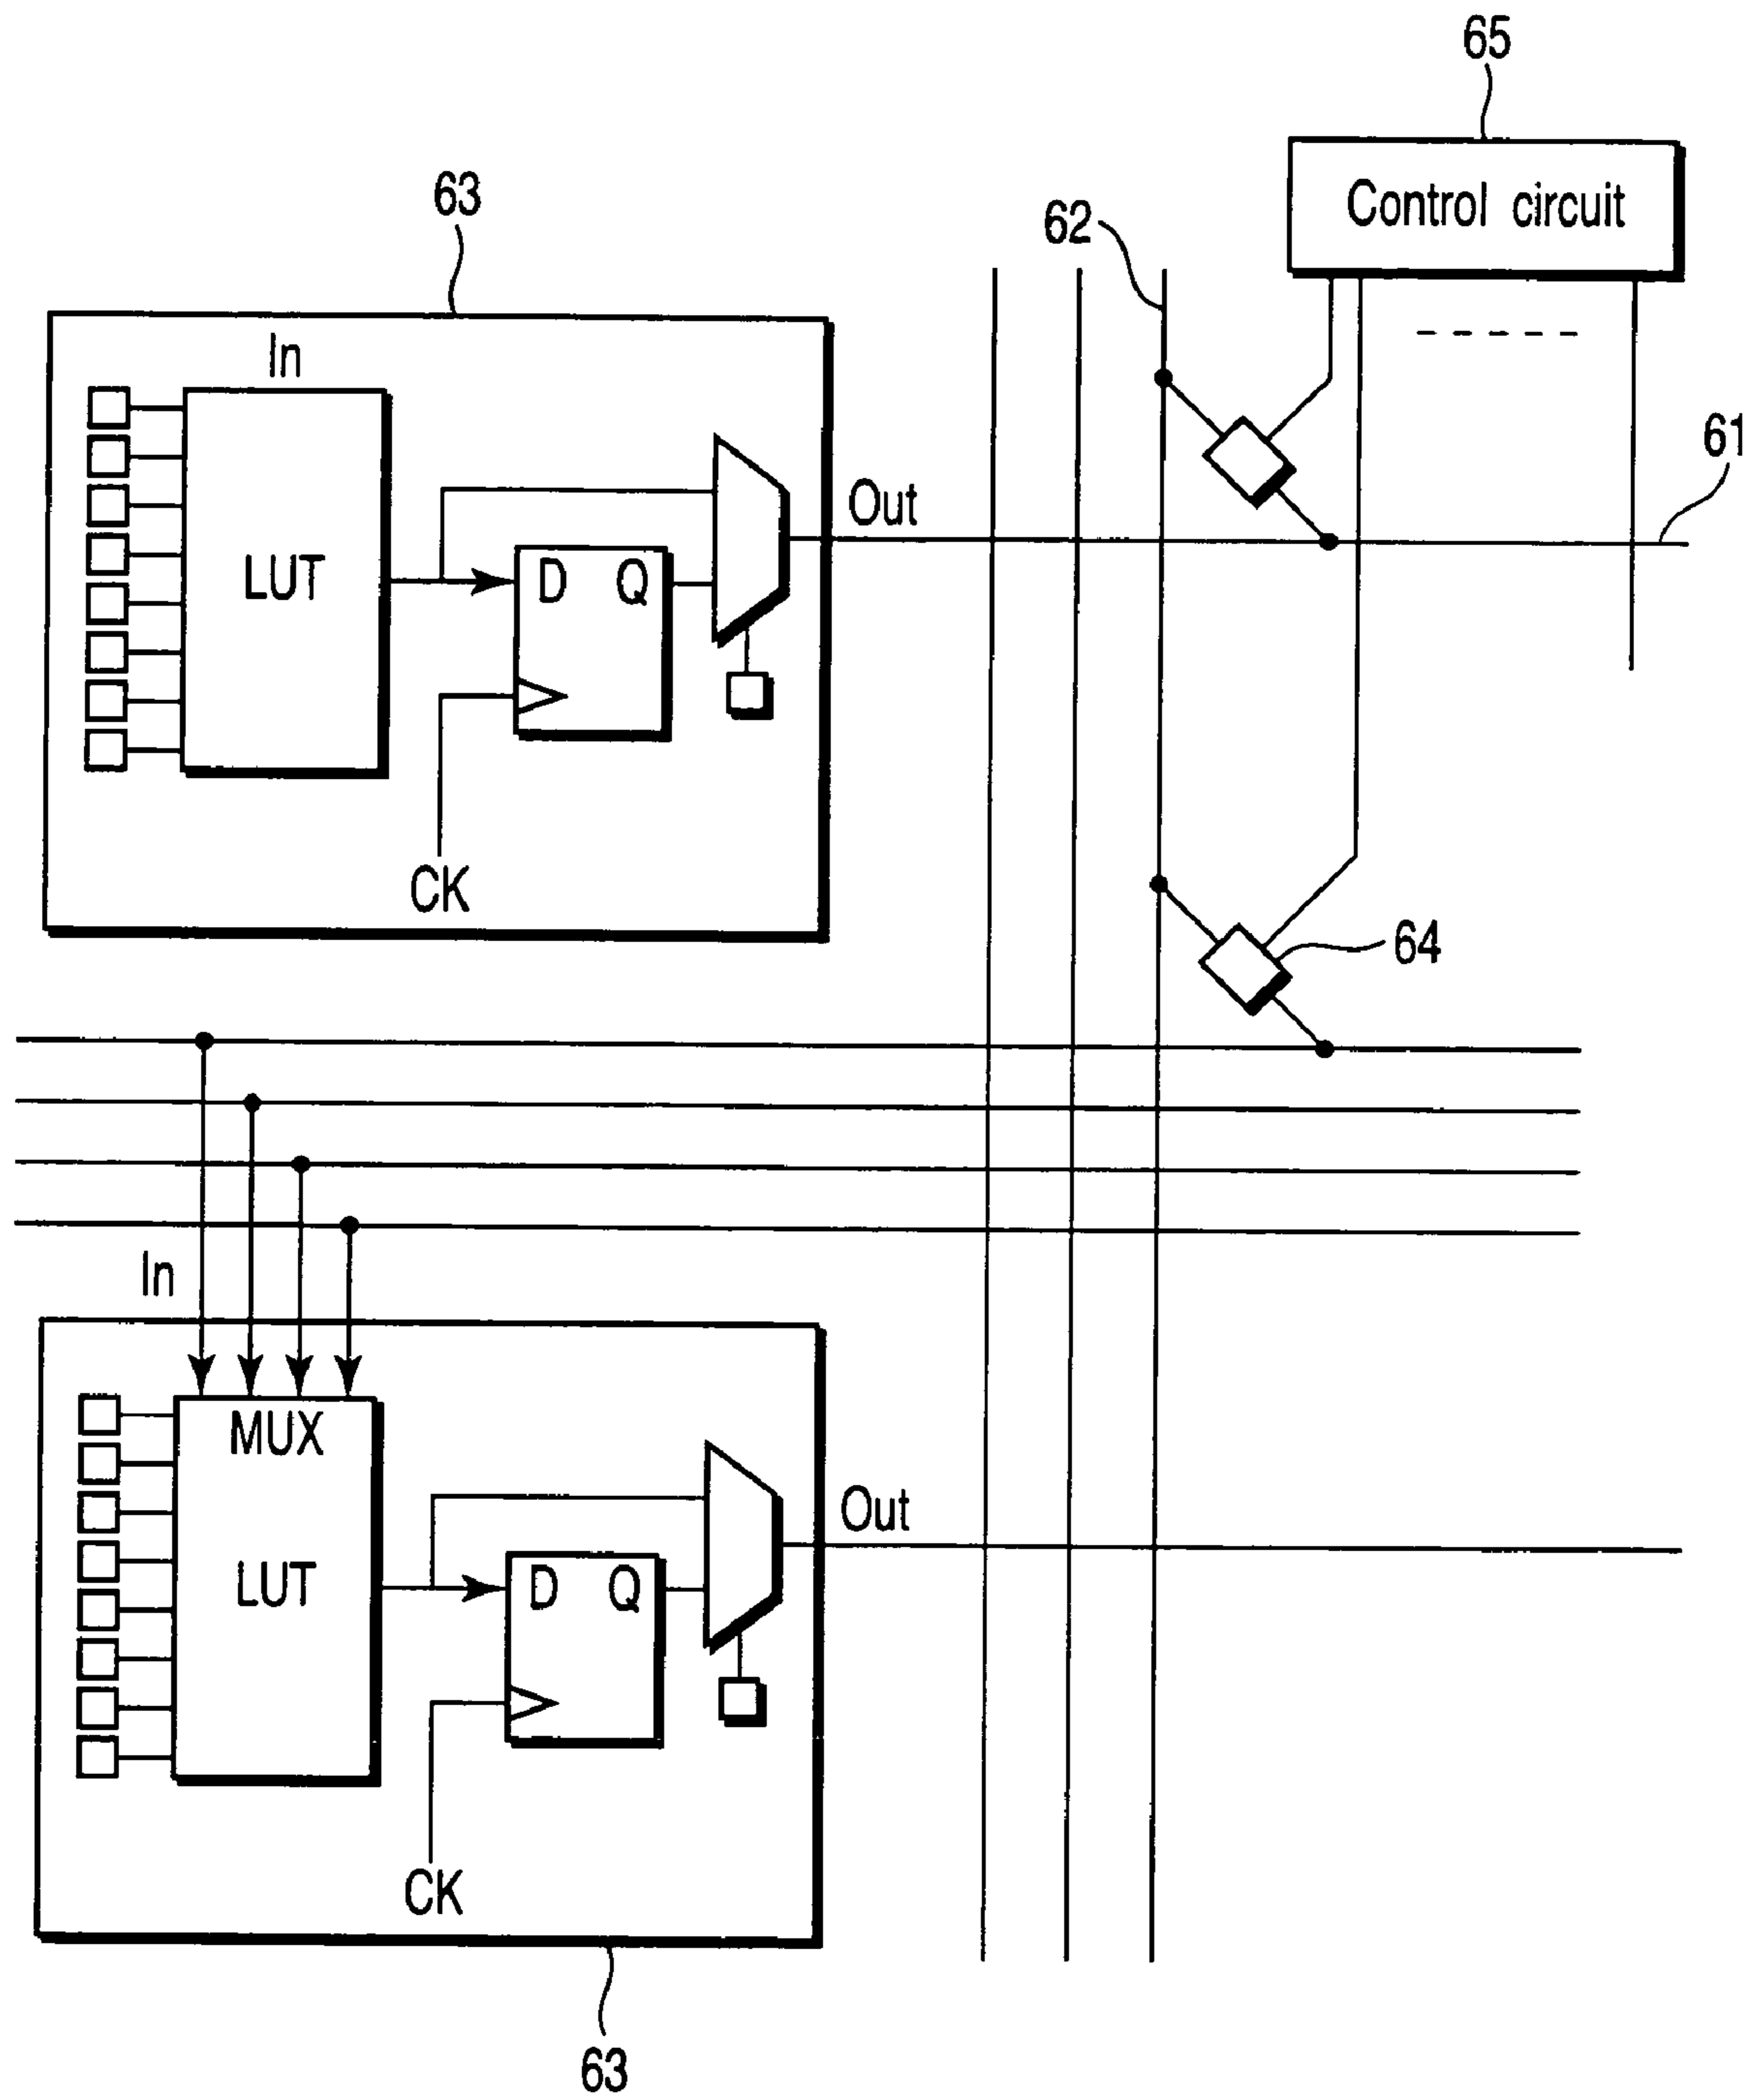 65
Control circuit
63
62
In
61
Out
LUT
D Q
CK
64
In
MUX
Out
LUT
D Q
CK
63